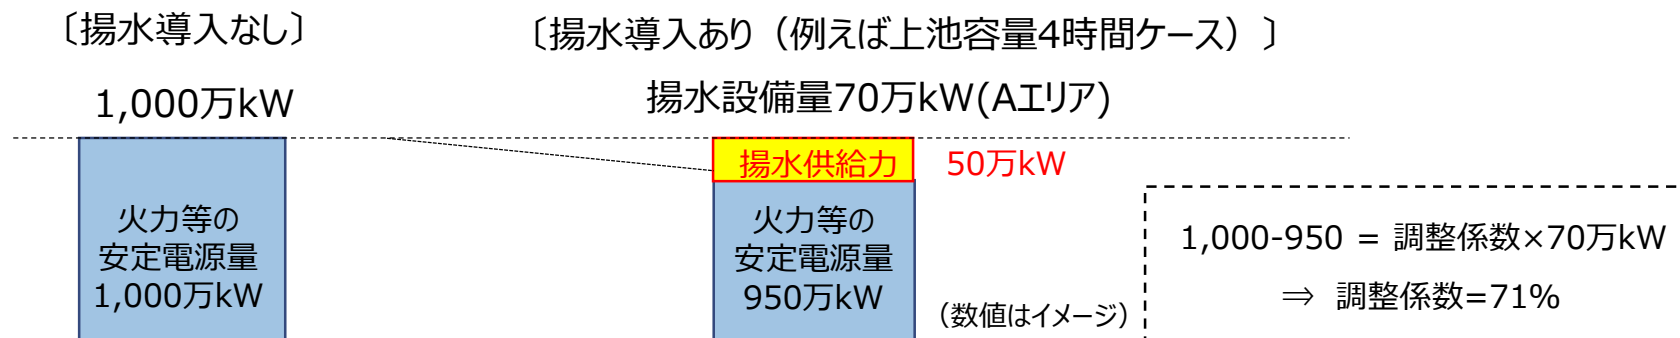 〔揚水導入なし〕
〔揚水導入あり（例えば上池容量4時間ケース）〕
1,000万kW
揚水設備量70万kW(Aエリア)
揚水供給力
50万kW
火力等の
安定電源量
1,000万kW
火力等の
安定電源量
950万kW
（数値はイメージ）
1,000-950 = 調整係数×70万kW
⇒ 調整係数=71%